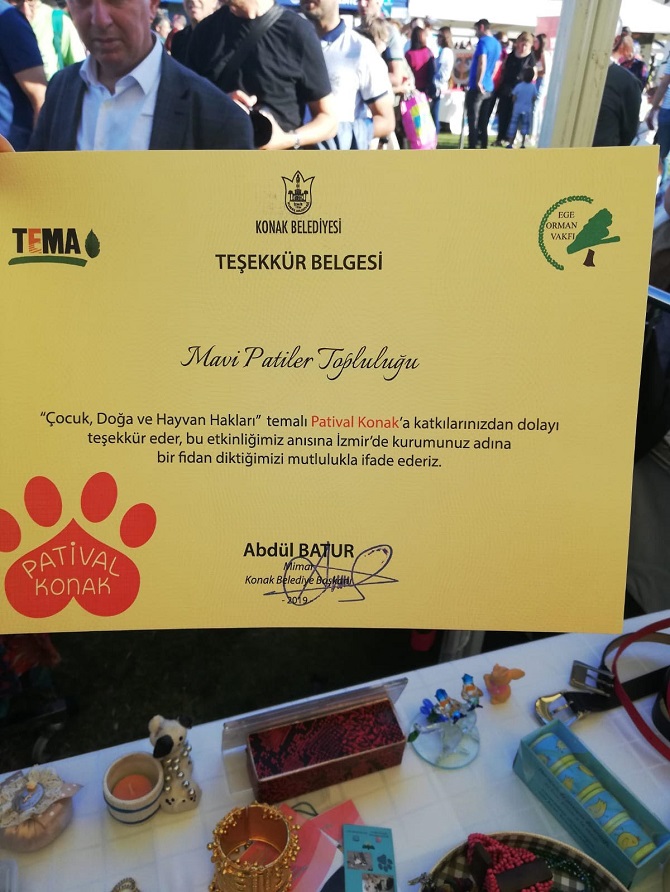 KONAK BELEDİYESİ
TEMA
EGE
ORMAN
VAKFI
TEŞEKKÜR BELGESİ
Mavi Patiler Topluluğu
“Çocuk, Doğa ve Hayvan Hakları” temalı Patival Konak’a katkılarınızdan dolayı
teşekkür eder, bu etkinliğimiz anısına İzmir’de kurumunuz adına
bir fidan diktiğimizi mutlulukla ifade ederiz.
PATİVAL
KONAK
Abdül BATUR
Mimar
Konak Belediye Başkanı
- 2019 -